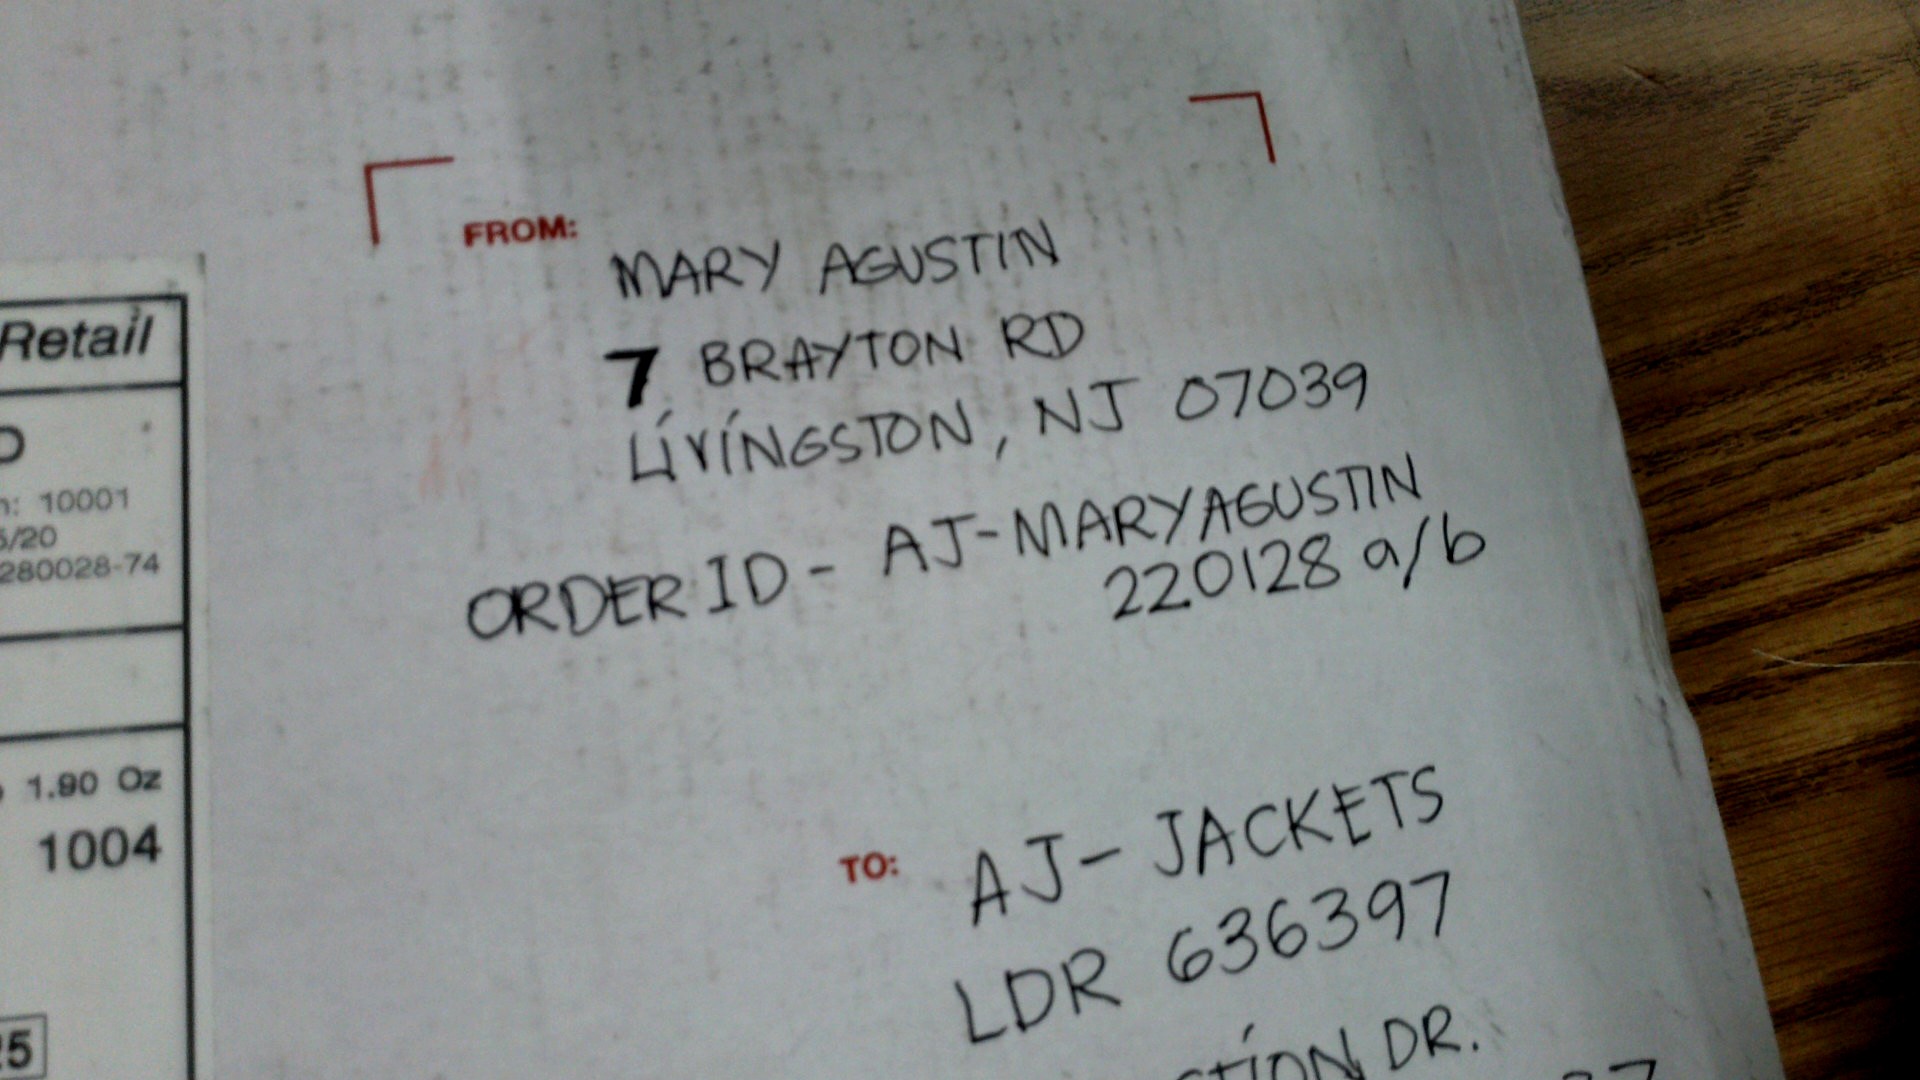 FROM:
MARY AGUSTIN
7 BRAYTON RD
LIVINGSTON, NJ 07039
ORDER ID - AJ-MARYAGUSTIN
220128 a/b
TO:
AJ-JACKETS
LDR 636397
DR.
Retail
10001
/20
280028-74
1.90 Oz
1004
25